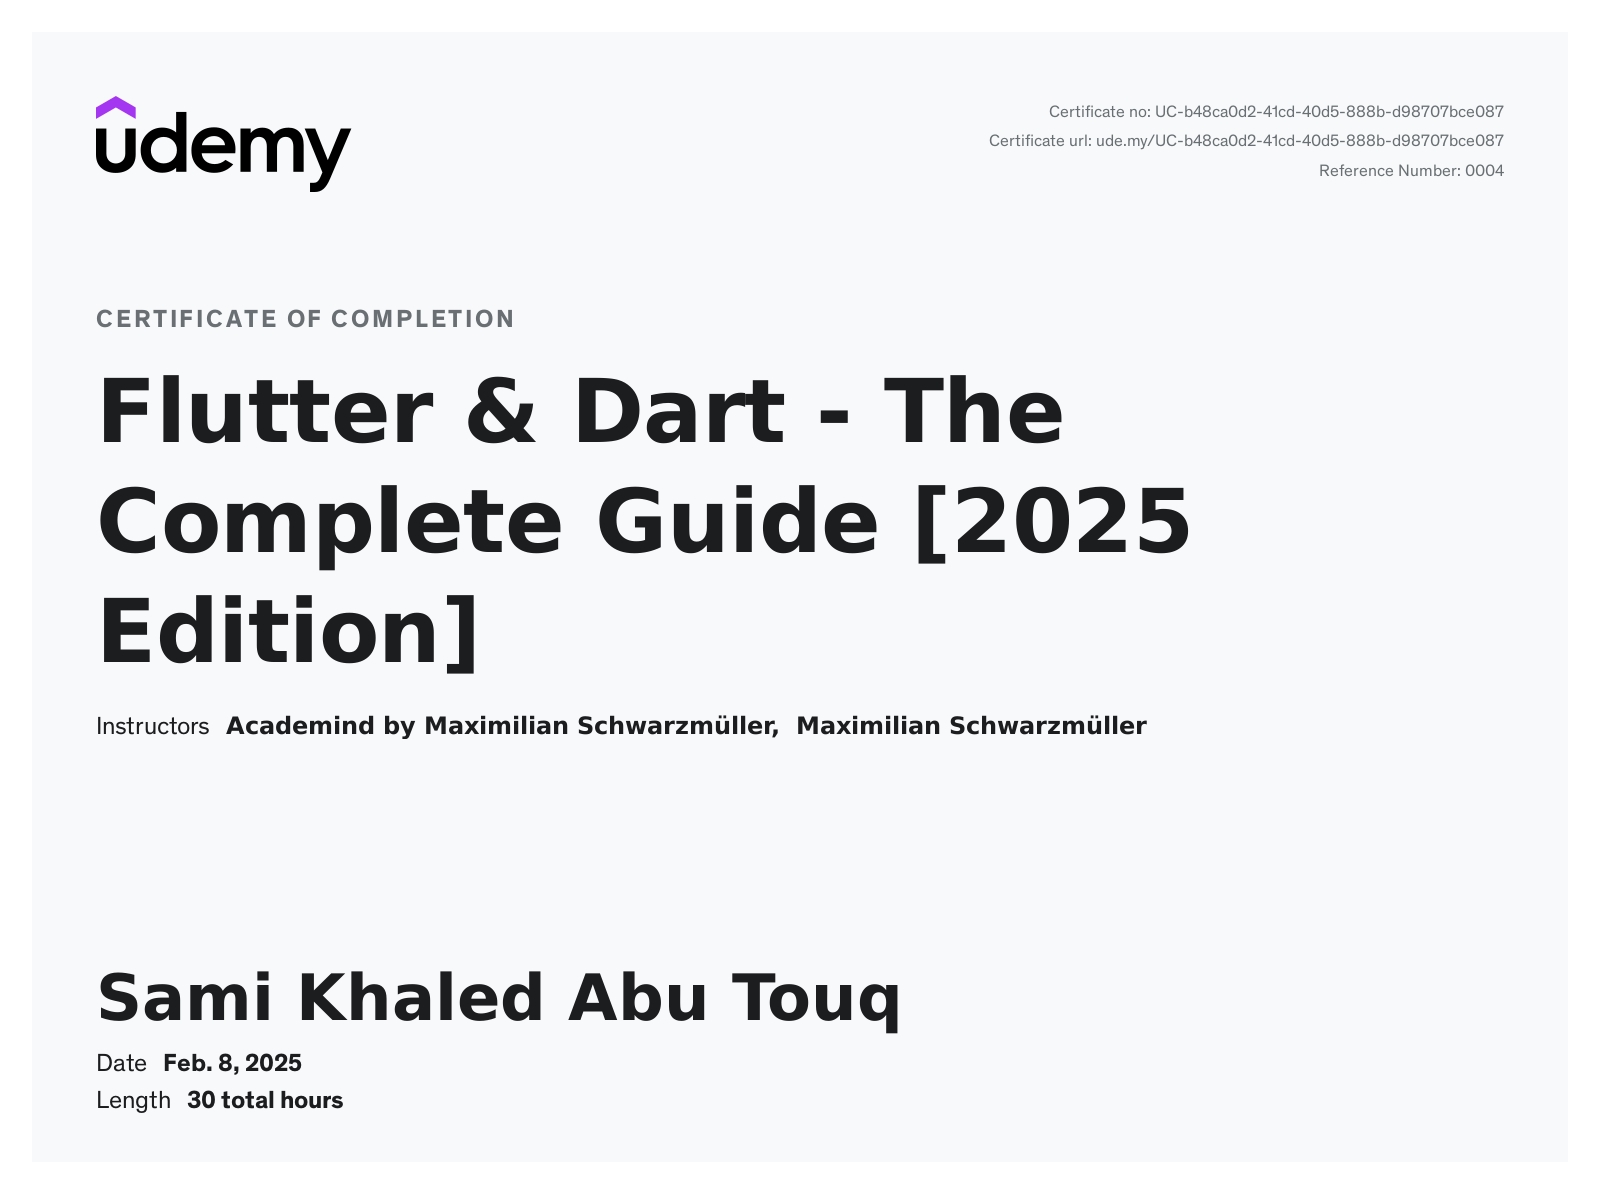 udemy
Certificate no: UC-b48ca0d2-41cd-40d5-888b-d98707bce087
Certificate url: ude.my/UC-b48ca0d2-41cd-40d5-888b-d98707bce087
Reference Number: 0004
CERTIFICATE OF COMPLETION
Flutter & Dart - The
Complete Guide [2025
Edition]
Instructors Academind by Maximilian Schwarzmüller, Maximilian Schwarzmüller
Sami Khaled Abu Touq
Date Feb. 8, 2025
Length 30 total hours